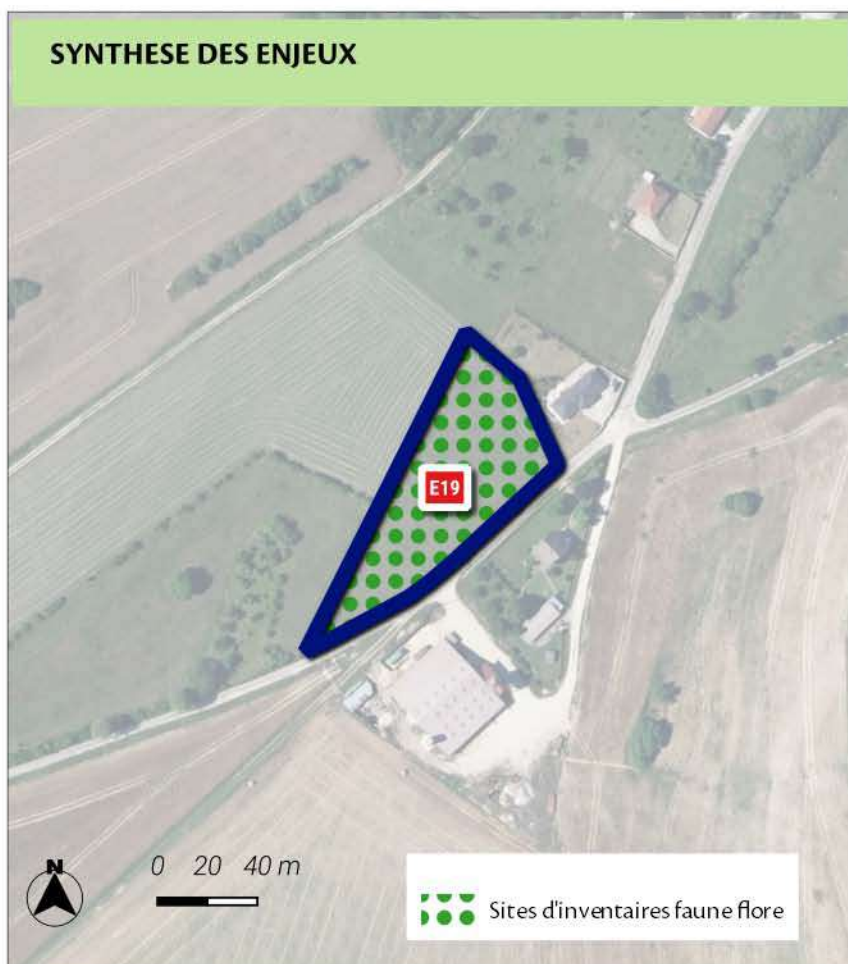 SYNTHESE DES ENJEUX
E19
N
0 20 40 m
Sites d'inventaires faune flore